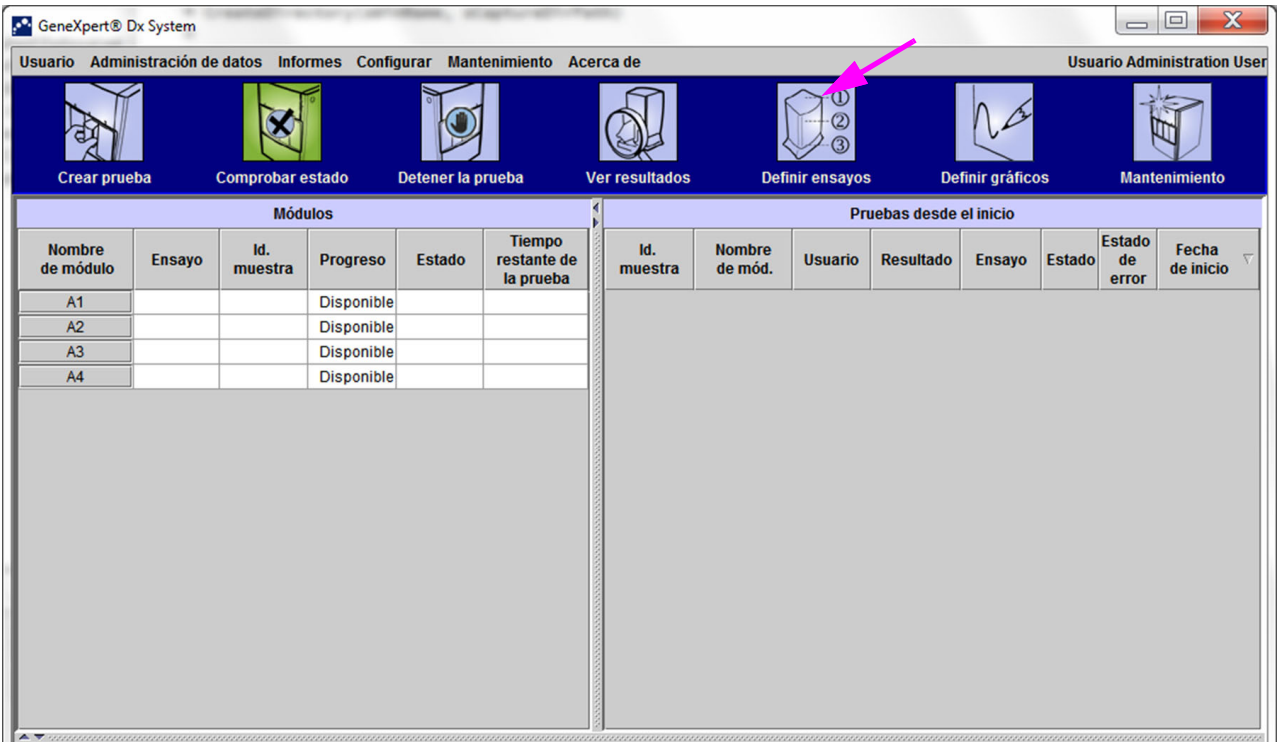 GeneXpert® Dx System
Usuario Administración de datos Informes Configurar Mantenimiento Acerca de Usuario Administration User
① ② ③
Crear prueba Comprobar estado Detener la prueba Ver resultados Definir ensayos Definir gráficos Mantenimiento
Módulos
Nombre de módulo
Ensayo
Id. muestra
Progreso
Estado
Tiempo restante de la prueba
A1 Disponible
A2 Disponible
A3 Disponible
A4 Disponible
Pruebas desde el inicio
Id. muestra
Nombre de mód.
Usuario
Resultado
Ensayo
Estado
Estado de error
Fecha de inicio